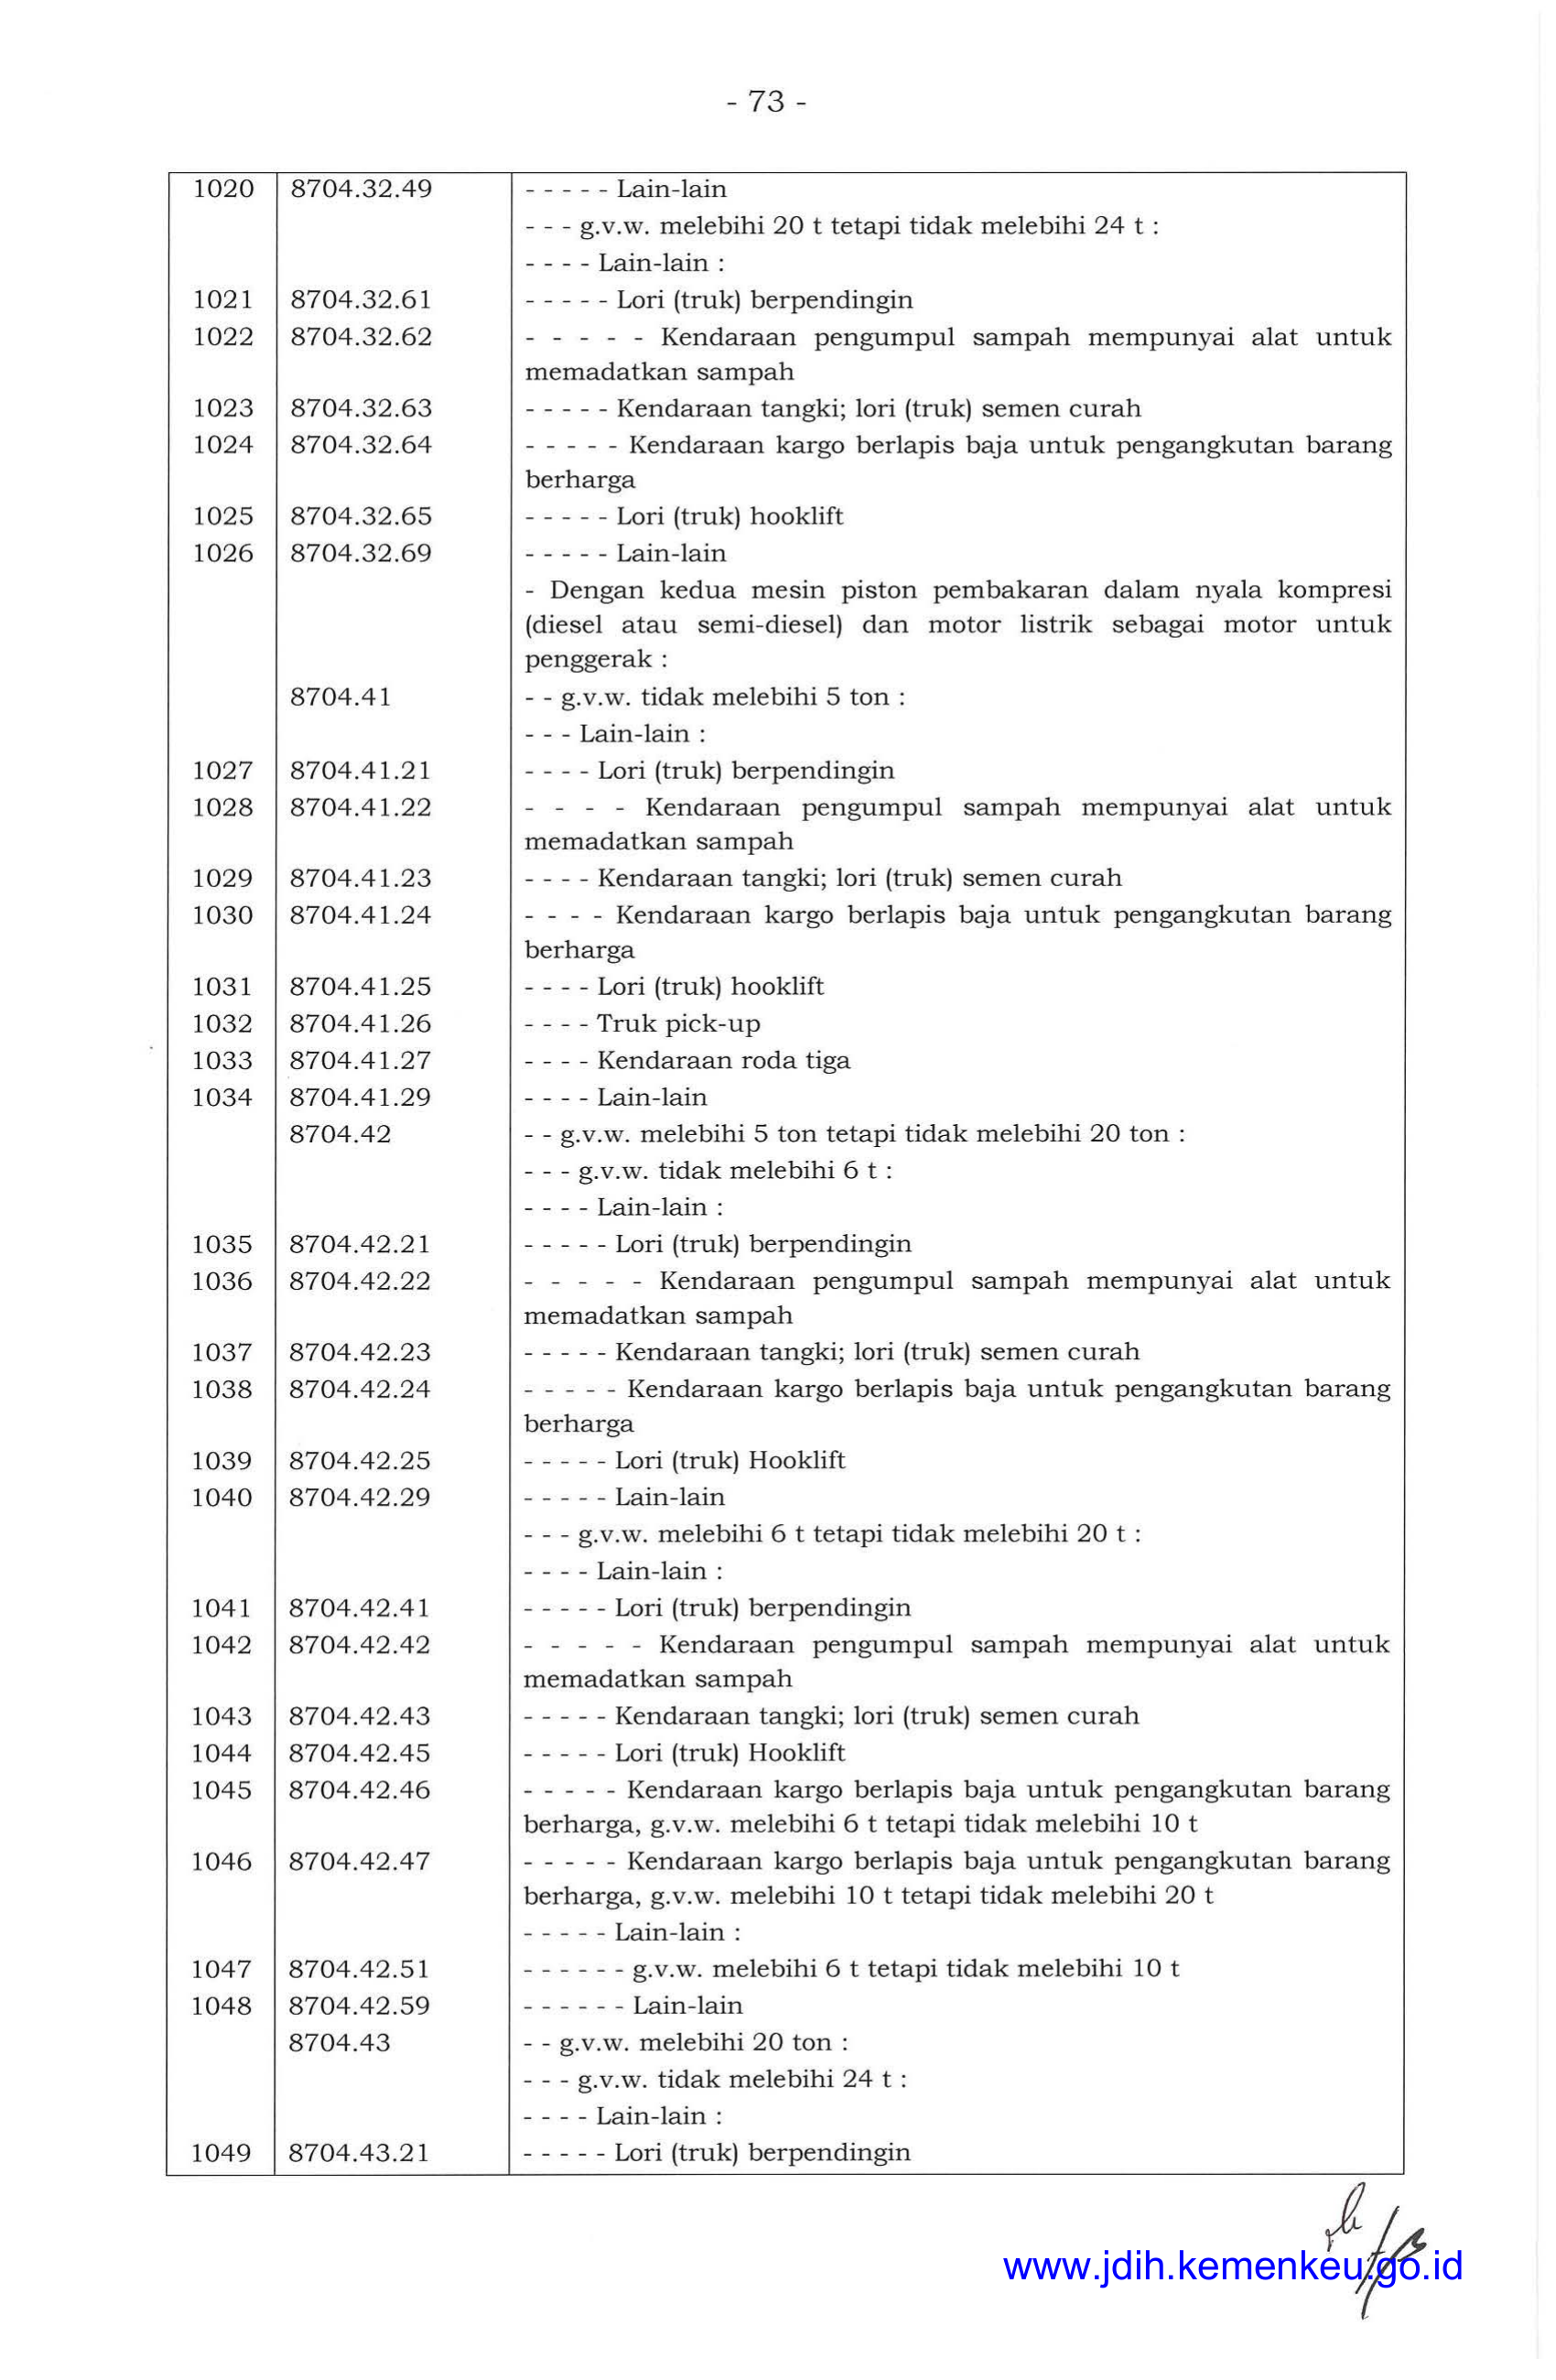 - 73 -
1020 8704.32.49 - - - - - Lain-lain
- - - g.v.w. melebihi 20 t tetapi tidak melebihi 24 t :
- - - - Lain-lain :
1021 8704.32.61 - - - - - Lori (truk) berpendingin
1022 8704.32.62 - - - - - Kendaraan pengumpul sampah mempunyai alat untuk
memadatkan sampah
1023 8704.32.63 - - - - - Kendaraan tangki; lori (truk) semen curah
1024 8704.32.64 - - - - - Kendaraan kargo berlapis baja untuk pengangkutan barang
berharga
1025 8704.32.65 - - - - - Lori (truk) hooklift
1026 8704.32.69 - - - - - Lain-lain
- Dengan kedua mesin piston pembakaran dalam nyala kompresi
(diesel atau semi-diesel) dan motor listrik sebagai motor untuk
penggerak :
8704.41 - - g.v.w. tidak melebihi 5 ton :
- - - Lain-lain :
1027 8704.41.21 - - - - Lori (truk) berpendingin
1028 8704.41.22 - - - - Kendaraan pengumpul sampah mempunyai alat untuk
memadatkan sampah
1029 8704.41.23 - - - - Kendaraan tangki; lori (truk) semen curah
1030 8704.41.24 - - - - Kendaraan kargo berlapis baja untuk pengangkutan barang
berharga
1031 8704.41.25 - - - - Lori (truk) hooklift
1032 8704.41.26 - - - - Truk pick-up
1033 8704.41.27 - - - - Kendaraan roda tiga
1034 8704.41.29 - - - - Lain-lain
8704.42 - - g.v.w. melebihi 5 ton tetapi tidak melebihi 20 ton :
- - - g.v.w. tidak melebihi 6 t :
- - - - Lain-lain :
1035 8704.42.21 - - - - - Lori (truk) berpendingin
1036 8704.42.22 - - - - - Kendaraan pengumpul sampah mempunyai alat untuk
memadatkan sampah
1037 8704.42.23 - - - - - Kendaraan tangki; lori (truk) semen curah
1038 8704.42.24 - - - - - Kendaraan kargo berlapis baja untuk pengangkutan barang
berharga
1039 8704.42.25 - - - - - Lori (truk) Hooklift
1040 8704.42.29 - - - - - Lain-lain
- - - g.v.w. melebihi 6 t tetapi tidak melebihi 20 t :
- - - - Lain-lain :
1041 8704.42.41 - - - - - Lori (truk) berpendingin
1042 8704.42.42 - - - - - Kendaraan pengumpul sampah mempunyai alat untuk
memadatkan sampah
1043 8704.42.43 - - - - - Kendaraan tangki; lori (truk) semen curah
1044 8704.42.45 - - - - - Lori (truk) Hooklift
1045 8704.42.46 - - - - - Kendaraan kargo berlapis baja untuk pengangkutan barang
berharga, g.v.w. melebihi 6 t tetapi tidak melebihi 10 t
1046 8704.42.47 - - - - - Kendaraan kargo berlapis baja untuk pengangkutan barang
berharga, g.v.w. melebihi 10 t tetapi tidak melebihi 20 t
- - - - - Lain-lain :
1047 8704.42.51 - - - - - - g.v.w. melebihi 6 t tetapi tidak melebihi 10 t
1048 8704.42.59 - - - - - - Lain-lain
8704.43 - - g.v.w. melebihi 20 ton :
- - - g.v.w. tidak melebihi 24 t :
- - - - Lain-lain :
1049 8704.43.21 - - - - - Lori (truk) berpendingin
www.jdih.kemenkeu.go.id